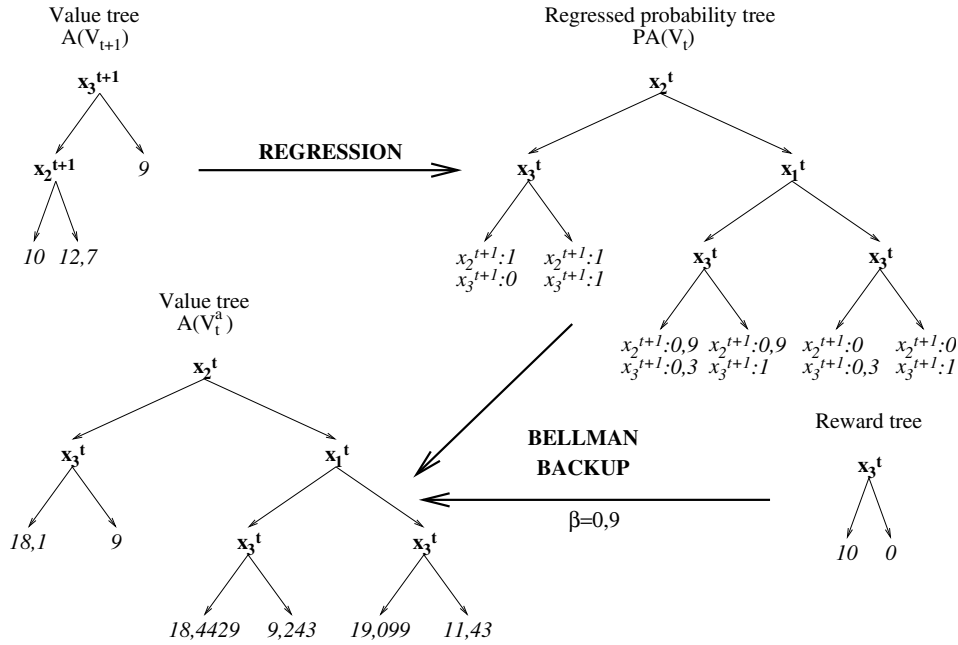 Value tree
A(V_{t+1})
x_3^{t+1}
x_2^{t+1}
9
10 12,7
REGRESSION
Regressed probability tree
PA(V_t)
x_2^t
x_3^t
x_1^t
x_2^{t+1}:1 x_2^{t+1}:1
x_3^{t+1}:0 x_3^{t+1}:1
x_3^t x_3^t
x_2^{t+1}:0,9 x_2^{t+1}:0,9 x_2^{t+1}:0 x_2^{t+1}:0
x_3^{t+1}:0,3 x_3^{t+1}:1 x_3^{t+1}:0,3 x_3^{t+1}:1
Value tree
A(V_t^a)
x_2^t
x_3^t
x_1^t
18,1 9
x_3^t x_3^t
18,4429 9,243 19,099 11,43
BELLMAN
BACKUP
β=0,9
Reward tree
x_3^t
10 0